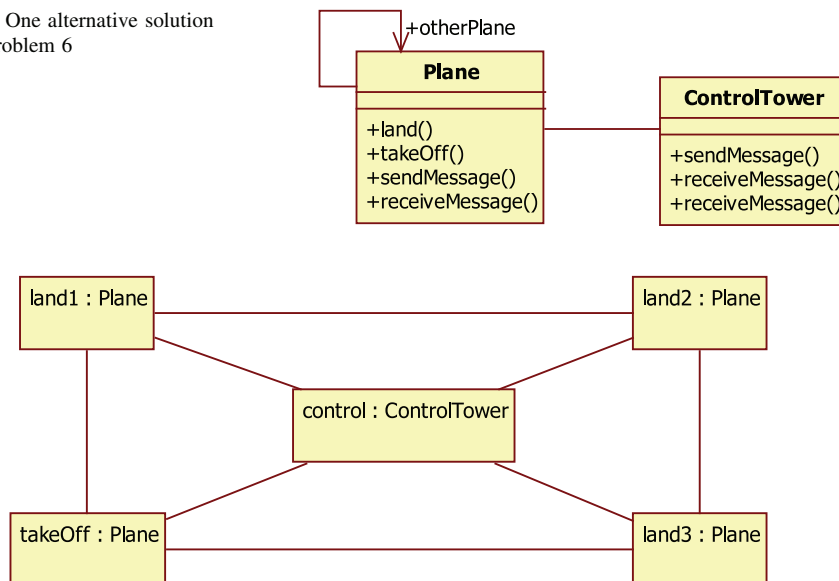 One alternative solution
roblem 6
+otherPlane
Plane
+land()
+takeOff()
+sendMessage()
+receiveMessage()
ControlTower
+sendMessage()
+receiveMessage()
+receiveMessage()
land1 : Plane
land2 : Plane
control : ControlTower
takeOff : Plane
land3 : Plane